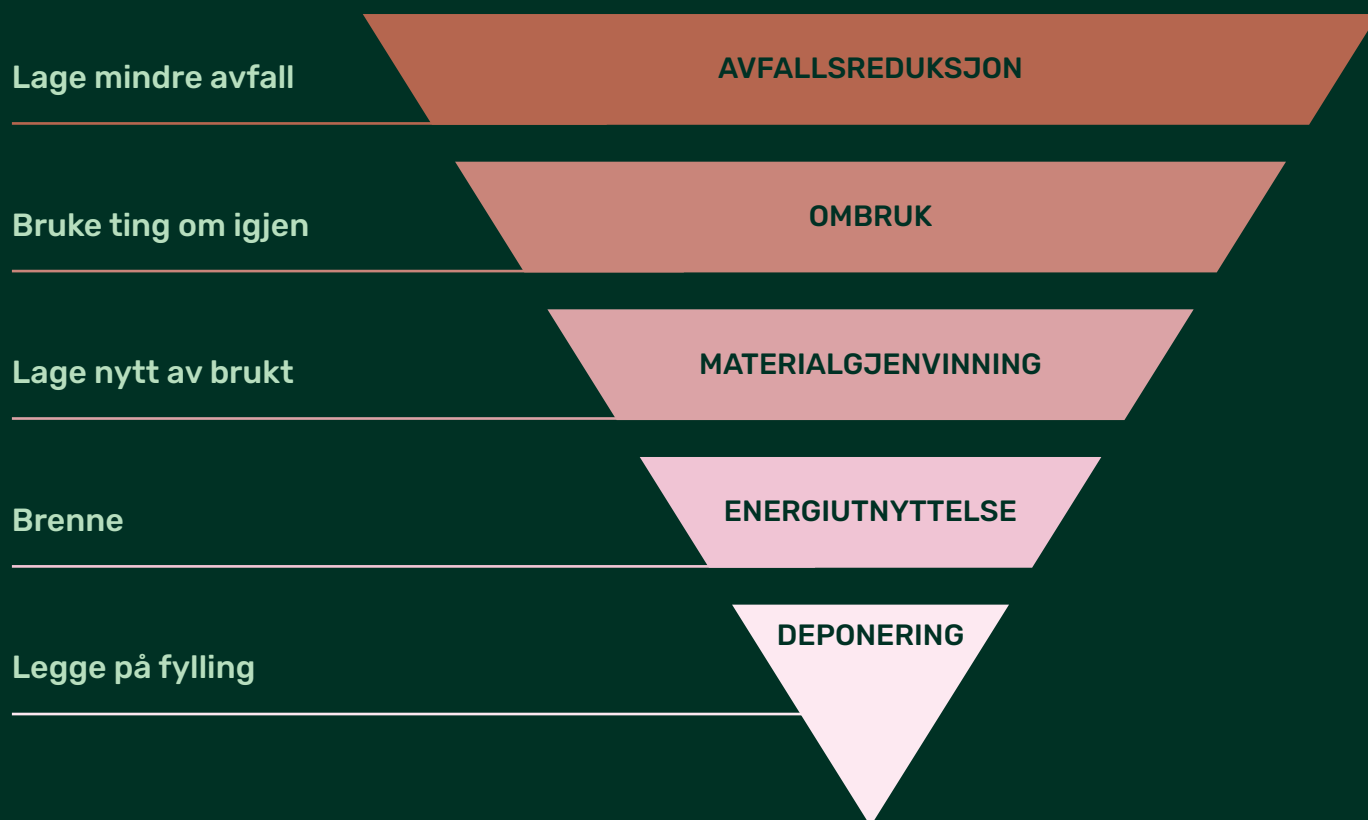 Lage mindre avfall
AVFALLSREDUKSJON
Bruke ting om igjen
OMBRUK
Lage nytt av brukt
MATERIALGJENVINNING
Brenne
ENERGIUTNYTTELSE
Legge på fylling
DEPONERING